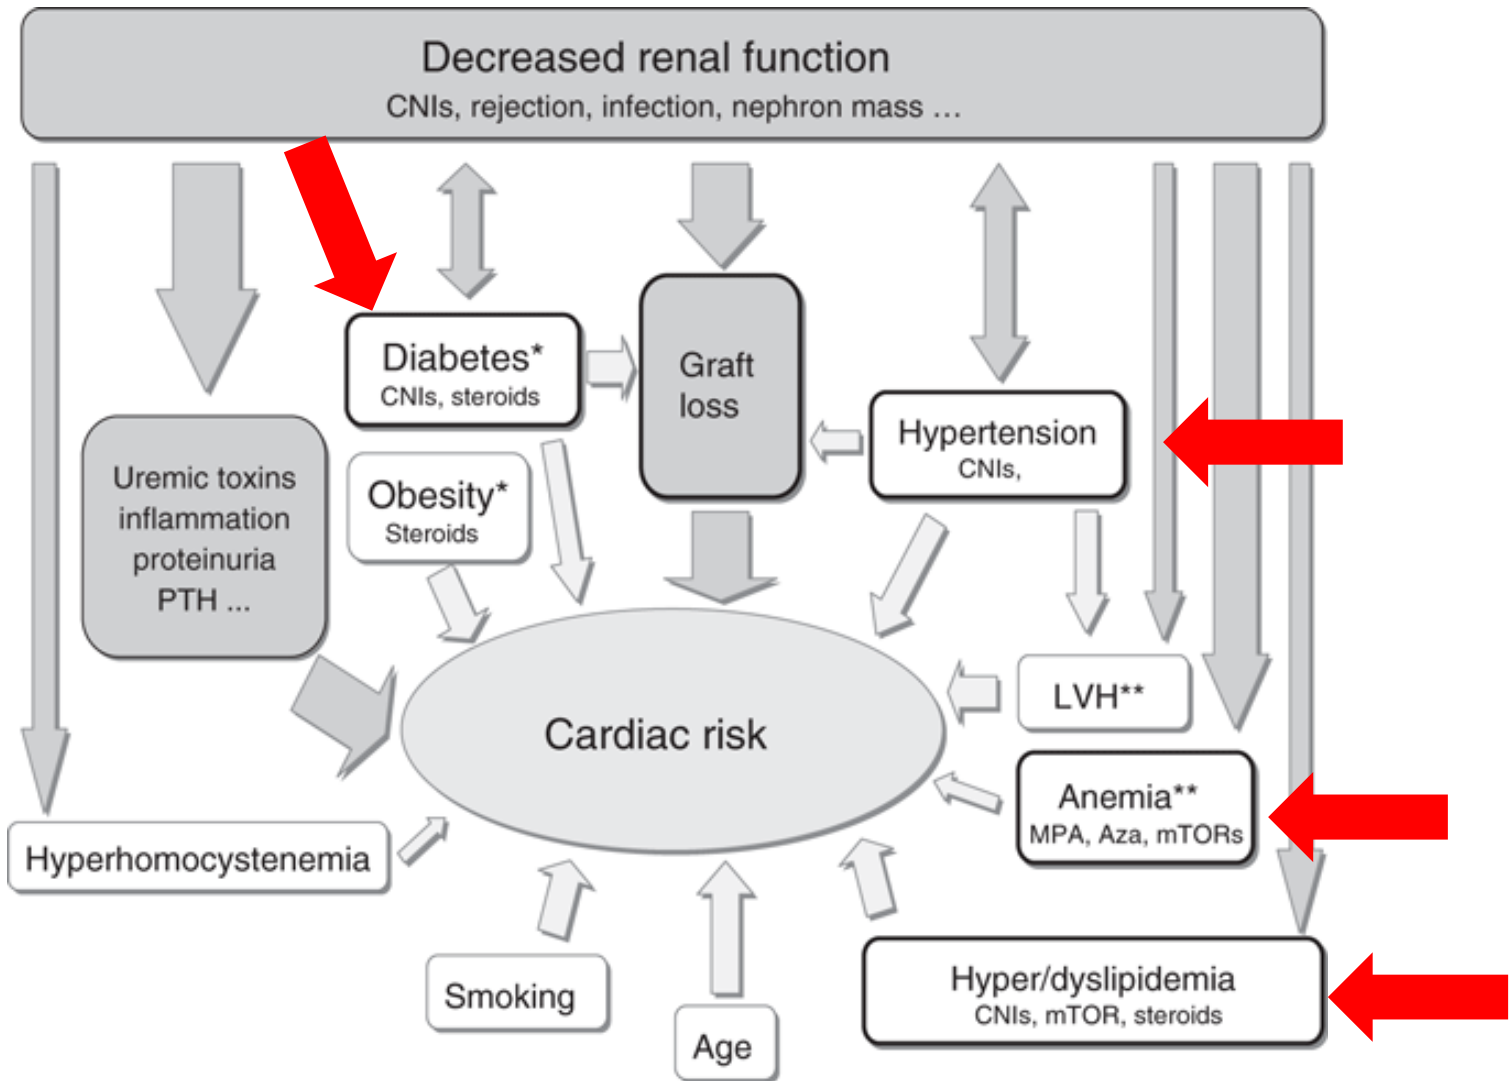 Decreased renal function
CNIs, rejection, infection, nephron mass ...
Diabetes*
CNIs, steroids
Graft
loss
Hypertension
CNIs,
Uremic toxins
inflammation
proteinuria
PTH ...
Obesity*
Steroids
LVH**
Cardiac risk
Anemia**
MPA, Aza, mTORs
Hyperhomocystenemia
Smoking
Age
Hyper/dyslipidemia
CNIs, mTOR, steroids